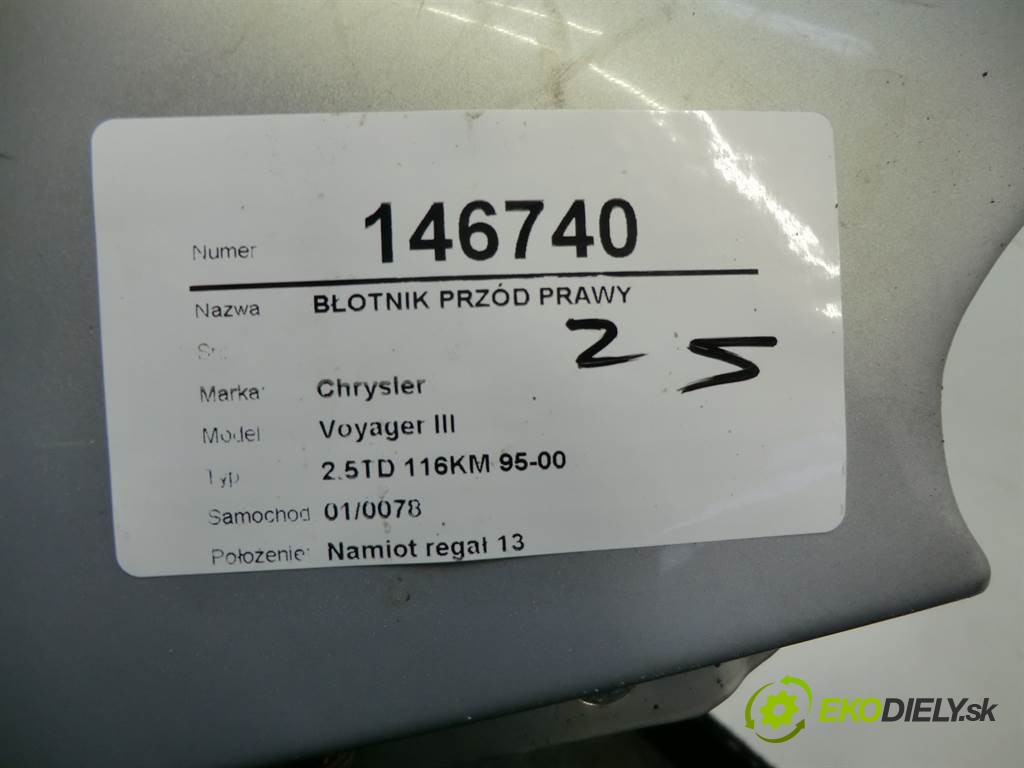 Numer 146740
Nazwa BŁOTNIK PRZÓD PRAWY
2 5
Marka: Chrysler
Model Voyager III
Typ 2.5TD 116KM 95-00
Samochod 01/0078
Położenie: Namiot regał 13
EKODIELY.sk